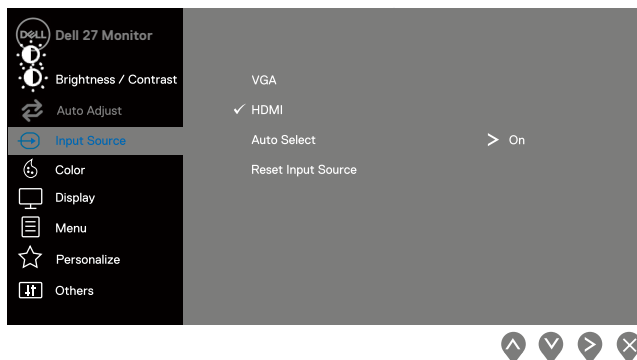 DELL
Dell 27 Monitor
Brightness / Contrast
VGA
Auto Adjust
HDMI
Input Source
Auto Select
On
Color
Reset Input Source
Display
Menu
Personalize
Others